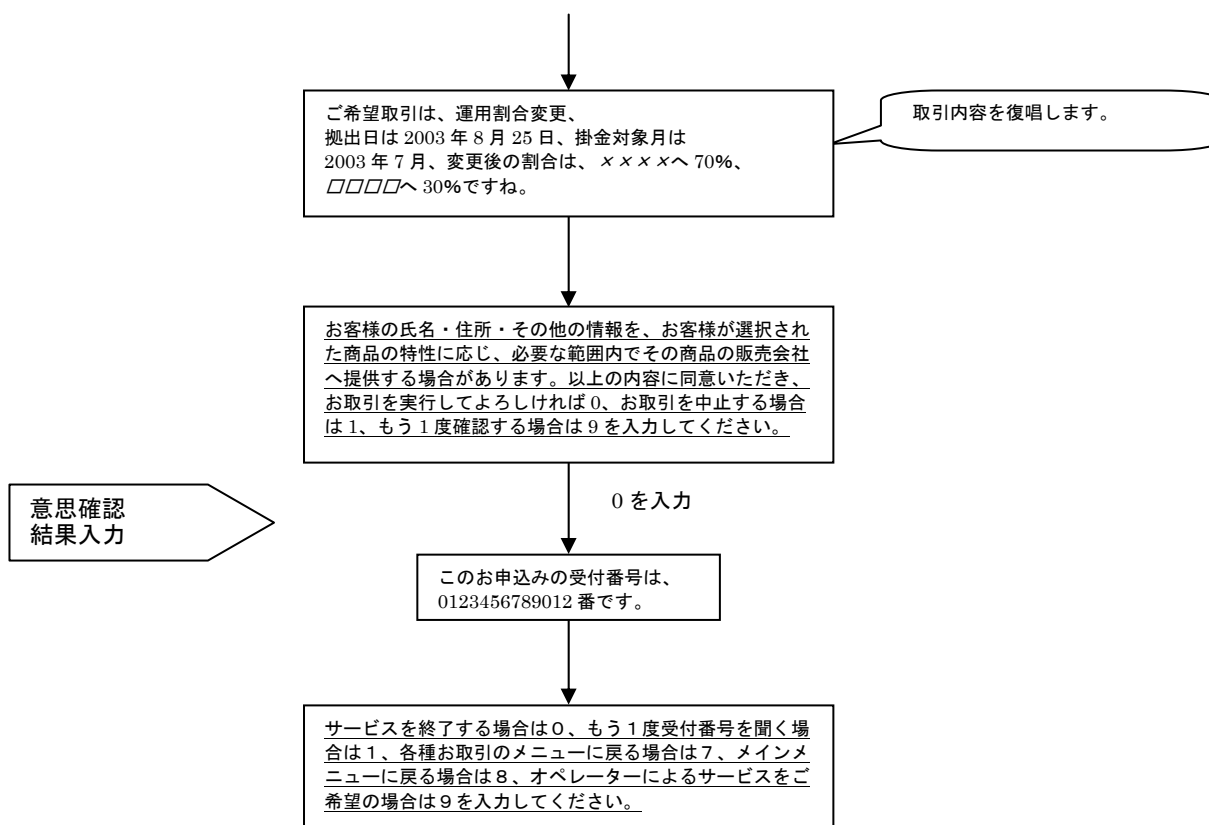 ご希望取引は、運用割合変更、
拠出日は 2003 年 8 月 25 日、掛金対象月は
2003 年 7 月、変更後の割合は、××××へ 70%、
□□□□へ 30%ですね。
取引内容を復唱します。
お客様の氏名・住所・その他の情報を、お客様が選択され
た商品の特性に応じ、必要な範囲内でその商品の販売会社
へ提供する場合があります。以上の内容に同意いただき、
お取引を実行してよろしければ 0、お取引を中止する場合
は 1、もう 1 度確認する場合は 9 を入力してください。
意思確認
結果入力
0 を入力
このお申込みの受付番号は、
0123456789012 番です。
サービスを終了する場合は0、もう1度受付番号を聞く場
合は1、各種お取引のメニューに戻る場合は7、メインメ
ニューに戻る場合は8、オペレーターによるサービスをご
希望の場合は9を入力してください。